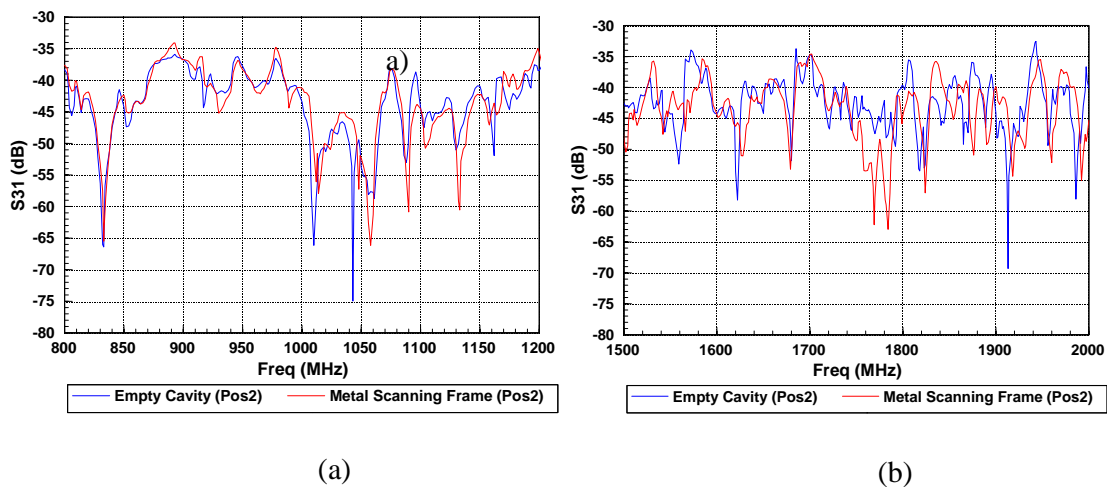 -30
-35
-40
-45
-50
-55
-60
-65
-70
-75
-80
S31 (dB)
a)
800 850 900 950 1000 1050 1100 1150 1200
Freq (MHz)
Empty Cavity (Pos2) Metal Scanning Frame (Pos2)
(a)
-30
-35
-40
-45
-50
-55
-60
-65
-70
-75
-80
S31 (dB)
1500 1600 1700 1800 1900 2000
Freq (MHz)
Empty Cavity (Pos2) Metal Scanning Frame (Pos2)
(b)